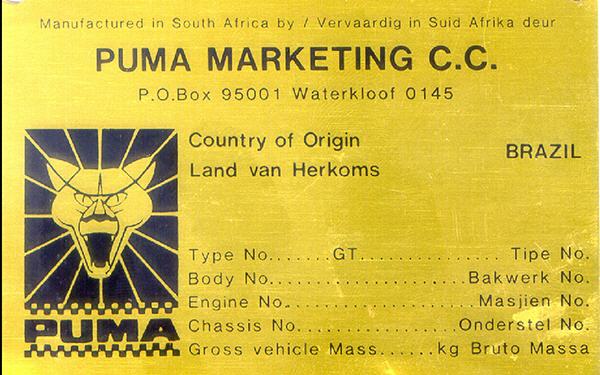 Manufactured in South Africa by / Vervaardig in Suid Afrika deur
PUMA MARKETING C.C.
P.O.Box 95001 Waterkloof 0145
Country of Origin
Land van Herkoms
BRAZIL
Type No.......GT............... Tipe No.
Body No......................Bakwerk No.
Engine No.....................Masjien No.
Chassis No................Onderstel No.
Gross vehicle Mass......kg Bruto Massa
PUMA